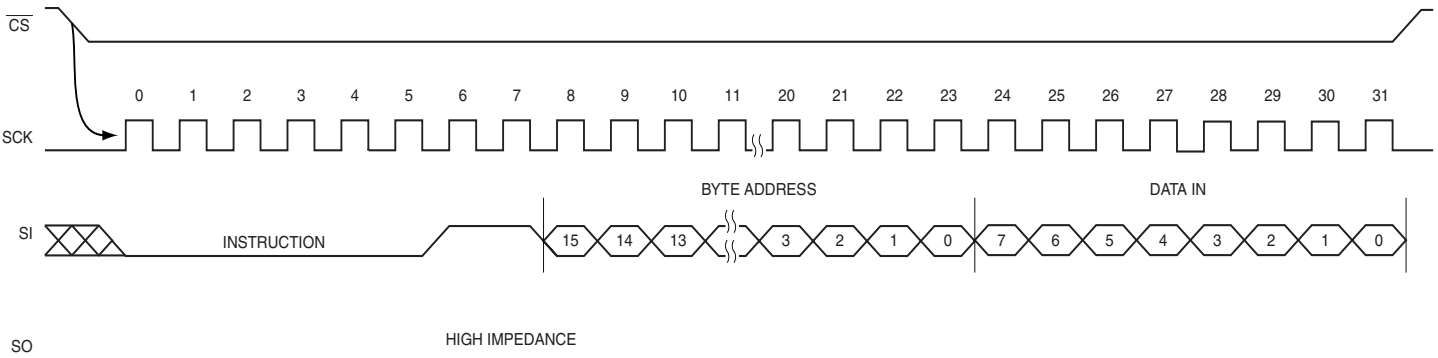 CS
0 1 2 3 4 5 6 7 8 9 10 11 20 21 22 23 24 25 26 27 28 29 30 31
SCK
BYTE ADDRESS DATA IN
SI INSTRUCTION 15 14 13 3 2 1 0 7 6 5 4 3 2 1 0
HIGH IMPEDANCE
SO